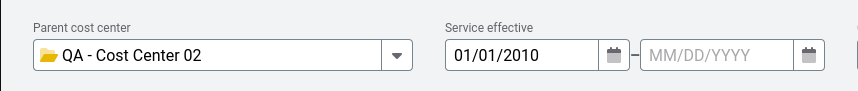 Parent cost center
Service effective
QA - Cost Center 02
01/01/2010 – MM/DD/YYYY